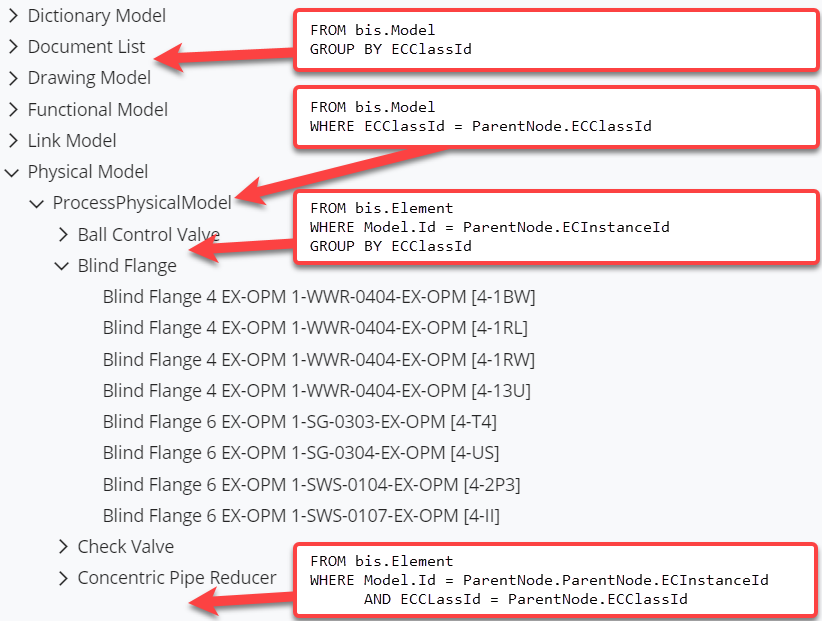 Dictionary Model
Document List
Drawing Model
Functional Model
Link Model
Physical Model
ProcessPhysicalModel
Ball Control Valve
Blind Flange
Blind Flange 4 EX-OPM 1-WWR-0404-EX-OPM [4-1BW]
Blind Flange 4 EX-OPM 1-WWR-0404-EX-OPM [4-1RL]
Blind Flange 4 EX-OPM 1-WWR-0404-EX-OPM [4-1RW]
Blind Flange 4 EX-OPM 1-WWR-0404-EX-OPM [4-13U]
Blind Flange 6 EX-OPM 1-SG-0303-EX-OPM [4-T4]
Blind Flange 6 EX-OPM 1-SG-0304-EX-OPM [4-US]
Blind Flange 6 EX-OPM 1-SWS-0104-EX-OPM [4-2P3]
Blind Flange 6 EX-OPM 1-SWS-0107-EX-OPM [4-II]
Check Valve
Concentric Pipe Reducer
FROM bis.Model
GROUP BY ECClassId
FROM bis.Model
WHERE ECClassId = ParentNode.ECClassId
FROM bis.Element
WHERE Model.Id = ParentNode.ECInstanceId
GROUP BY ECClassId
FROM bis.Element
WHERE Model.Id = ParentNode.ParentNode.ECInstanceId
AND ECCLassId = ParentNode.ECClassId